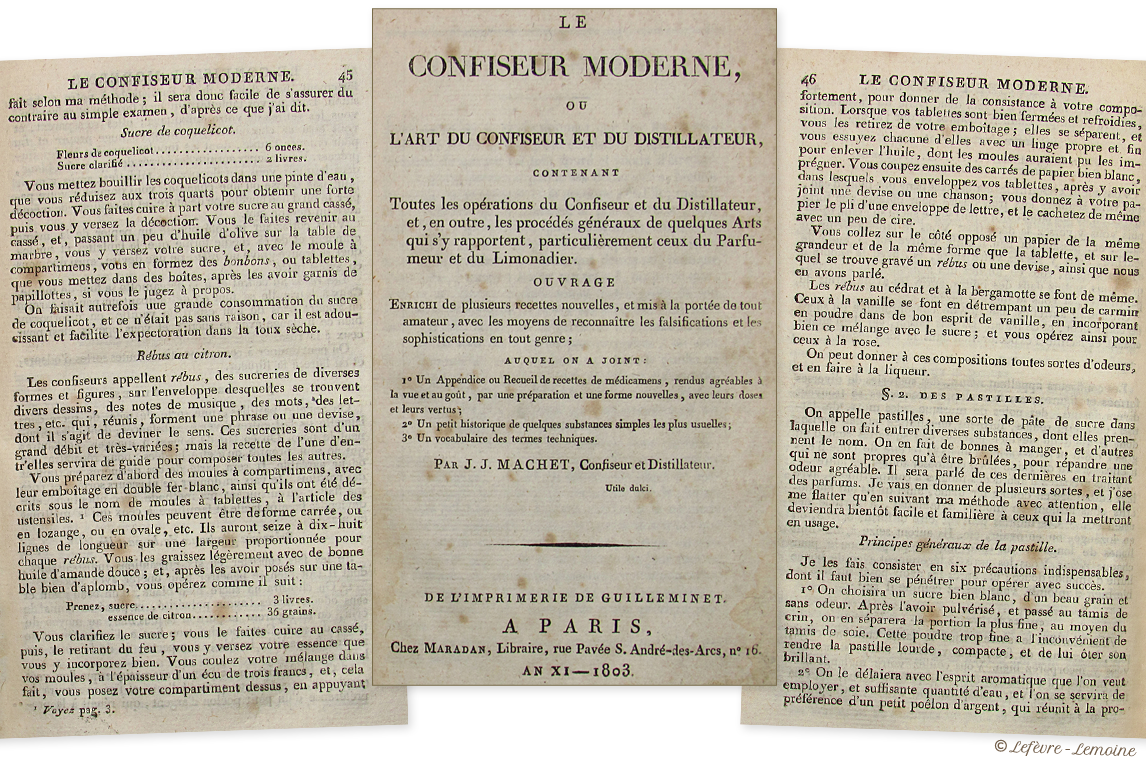 LE CONFISEUR MODERNE. 45
fait selon ma méthode ; il sera donc facile de s'assurer du
contraire au simple examen , d'après ce que j'ai dit.
Sucre de coquelicot.
Fleurs de coquelicot.................. 6 onces.
Sucre clarifié ....................... 2 livres.
Vous mettez bouillir les coquelicots dans une pinte d'eau ,
que vous réduisez aux trois quarts pour obtenir une forte
décoction. Vous faites cuire à part votre sucre au grand cassé,
puis vous y versez la décoction. Vous le faites revenir au
cassé, et, passant un peu d'huile d'olive sur la table de
marbre , vous y versez votre sucre, et, avec le moule à
compartimens, vous en formez des bonbons, ou tablettes,
que vous mettez dans des boîtes, après les avoir garnis de
papillottes, si vous le jugez à propos.
On faisait autrefois une grande consommation du sucre
de coquelicot, et ce n'était pas sans raison, car il est adou-
cissant et facilite l'expectoration dans la toux sèche.
Rébus au citron.
Les confiseurs appellent rébus , des sucreries de diverses
formes et figures, sur l'enveloppe desquelles se trouvent
divers dessins, des notes de musique , des mots, des let-
tres, etc. qui, réunis, forment une phrase ou une devise,
dont il s'agit de deviner le sens. Ces sucreries sont d'un
grand débit et très-variées; mais la recette de l'une d'en-
tr'elles servira de guide pour composer toutes les autres.
Vous préparez d'abord des moules à compartimens, avec
leur emboîtage en double fer-blanc, ainsi qu'ils ont été dé-
crits sous le nom de moules à tablettes , à l'article des
ustensiles. ¹ Ces moules peuvent être de forme carrée, ou
en lozange, ou en ovale, etc. Ils auront seize à dix-huit
lignes de longueur sur une largeur proportionnée pour
chaque rébus. Vous les graissez légèrement avec de bonne
huile d'amande douce ; et, après les avoir posés sur une ta-
ble bien d'aplomb, vous opérez comme il suit :
Prenez, sucre...................... 3 livres.
essence de citron............ 36 grains.
Vous clarifiez le sucre; vous le faites cuire au cassé,
puis, le retirant du feu , vous y versez votre essence que
vous y incorporez bien. Vous coulez votre mélange dans
vos moules, à l'épaisseur d'un écu de trois francs, et, cela
fait, vous posez votre compartiment dessus , en appuyant
¹ Voyez pag. 3.
LE
CONFISEUR MODERNE,
OU
L'ART DU CONFISEUR ET DU DISTILLATEUR,
CONTENANT
Toutes les opérations du Confiseur et du Distillateur,
et, en outre, les procédés généraux de quelques Arts
qui s'y rapportent, particulièrement ceux du Parfu-
meur et du Limonadier.
OUVRAGE
ENRICHI de plusieurs recettes nouvelles, et mis à la portée de tout
amateur, avec les moyens de reconnaître les falsifications et les
sophistications en tout genre ;
AUQUEL ON A JOINT :
1º Un Appendice ou Recueil de recettes de médicamens , rendus agréables à
la vue et au goût , par une préparation et une forme nouvelles , avec leurs doses
et leurs vertus ;
2º Un petit historique de quelques substances simples les plus usuelles ;
3º Un vocabulaire des termes techniques.
PAR J. J. MACHET, Confiseur et Distillateur.
Utile dulci.
DE L'IMPRIMERIE DE GUILLEMINET.
A PARIS,
Chez MARADAN, Libraire, rue Pavée S. André-des-Arcs, nº 16.
AN XI—1803.
46 LE CONFISEUR MODERNE.
fortement, pour donner de la consistance à votre compo-
sition. Lorsque vos tablettes sont bien fermées et refroidies,
vous les retirez de votre emboîtage ; elles se séparent, et
vous essuyez chacune d'elles avec un linge propre et fin
pour enlever l'huile, dont les moules auraient pu les im-
préguer. Vous coupez ensuite des carrés de papier bien blanc,
dans lesquels vous enveloppez vos tablettes, après y avoir
joint une devise ou une chanson; vous donnez à votre pa-
pier le pli d'une enveloppe de lettre, et le cachetez de même
avec un peu de cire.
Vous collez sur le côté opposé un papier de la même
grandeur et de la même forme que la tablette, et sur le-
quel se trouve gravé un rébus ou une devise, ainsi que nous
en avons parlé.
Les rébus au cédrat et à la bergamotte se font de même.
Ceux à la vanille se font en détrempant un peu de carmin
en poudre dans de bon esprit de vanille, en incorporant
bien ce mélange avec le sucre ; et vous opérez ainsi pour
ceux à la rose.
On peut donner à ces compositions toutes sortes d'odeurs,
et en faire à la liqueur.
§. 2. DES PASTILLES.
On appelle pastilles, une sorte de pâte de sucre dans
laquelle on fait entrer diverses substances, dont elles pren-
nent le nom. On en fait de bonnes à manger, et d'autres
qui ne sont propres qu'à être brûlées, pour répandre une
odeur agréable. Il sera parlé de ces dernières en traitant
des parfums. Je vais en donner de plusieurs sortes , et j'ose
me flatter qu'en suivant ma méthode avec attention , elle
deviendra bientôt facile et familière à ceux qui la mettront
en usage.
Principes généraux de la pastille.
Je les fais consister en six précautions indispensables,
dont il faut bien se pénétrer pour opérer avec succès.
1º On choisira un sucre bien blanc, d'un beau grain et
sans odeur. Après l'avoir pulvérisé, et passé au tamis de
crin, on en séparera la portion la plus fine, au moyen du
tamis de soie. Cette poudre trop fine a l'inconvénient de
rendre la pastille lourde, compacte, et de lui ôter son
brillant.
2º On le délaiera avec l'esprit aromatique que l'on veut
employer, et suffisante quantité d'eau, et l'on se servira de
préférence d'un petit poêlon d'argent, qui réunit à la pro-
© Lefèvre - Lemoine